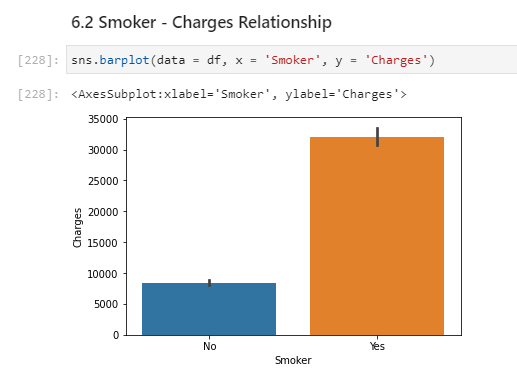 6.2 Smoker - Charges Relationship
[228]: sns.barplot(data = df, x = 'Smoker', y = 'Charges')
[228]: <AxesSubplot:xlabel='Smoker', ylabel='Charges'>
35000
30000
25000
20000
15000
10000
5000
0
Charges
No Yes
Smoker